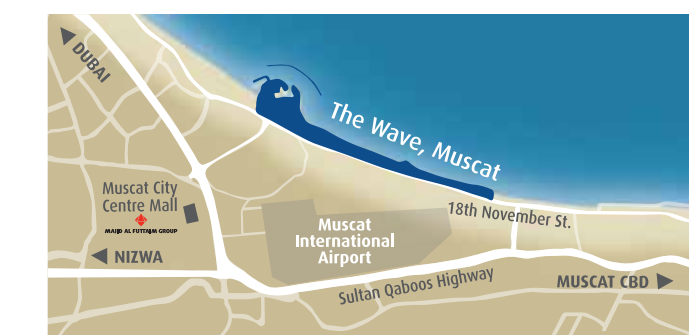 DUBAI
The Wave, Muscat
Muscat City
Centre Mall
MAJID AL FUTTAIM GROUP
18th November St.
Muscat
International
Airport
NIZWA
Sultan Qaboos Highway
MUSCAT CBD